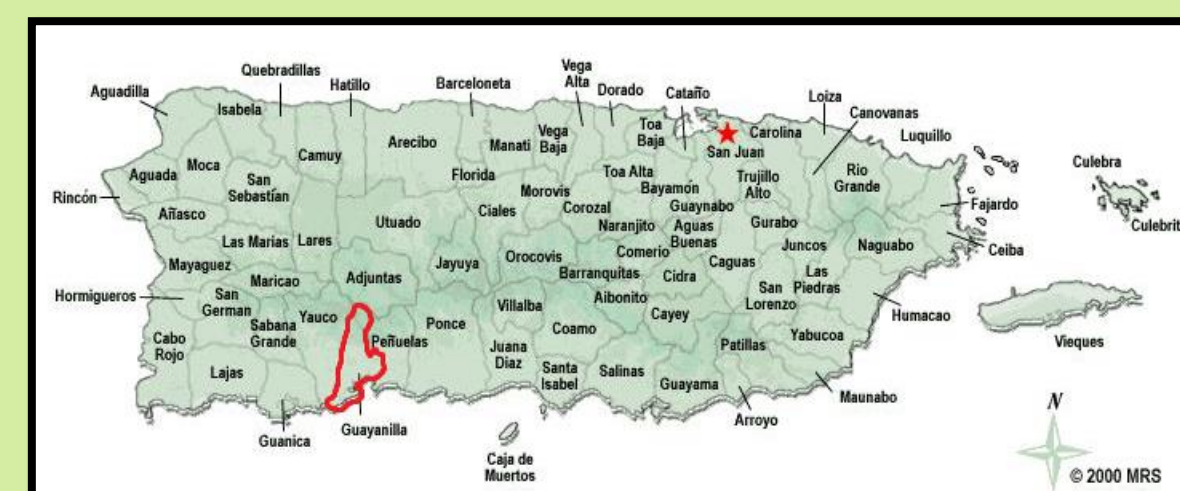 Aguadilla
Isabela
Quebradillas
Hatillo
Camuy
Arecibo
Barceloneta
Manati
Vega
Baja
Vega
Alta
Dorado
Toa
Baja
Cataño
San Juan
Carolina
Loiza
Canovanas
Luquillo
Rio
Grande
Fajardo
Ceiba
Culebra
Culebrit
Vieques
Aguada
Moca
San
Sebastían
Rincón
Añasco
Las Marias
Lares
Utuado
Florida
Ciales
Morovis
Corozal
Toa Alta
Bayamón
Naranjito
Guaynabo
Aguas
Buenas
Trujillo
Alto
Gurabo
Juncos
Naguabo
Las
Piedras
Humacao
Mayaguez
Maricao
Adjuntas
Jayuya
Orocovis
Barranquitas
Comerio
Cidra
Caguas
San
Lorenzo
Hormigueros
San
German
Sabana
Grande
Yauco
Peñuelas
Ponce
Villalba
Coamo
Aibonito
Cayey
Patillas
Yabucoa
Maunabo
Cabo
Rojo
Lajas
Guanica
Guayanilla
Juana
Diaz
Santa
Isabel
Salinas
Guayama
Arroyo
Caja de
Muertos
N
© 2000 MRS